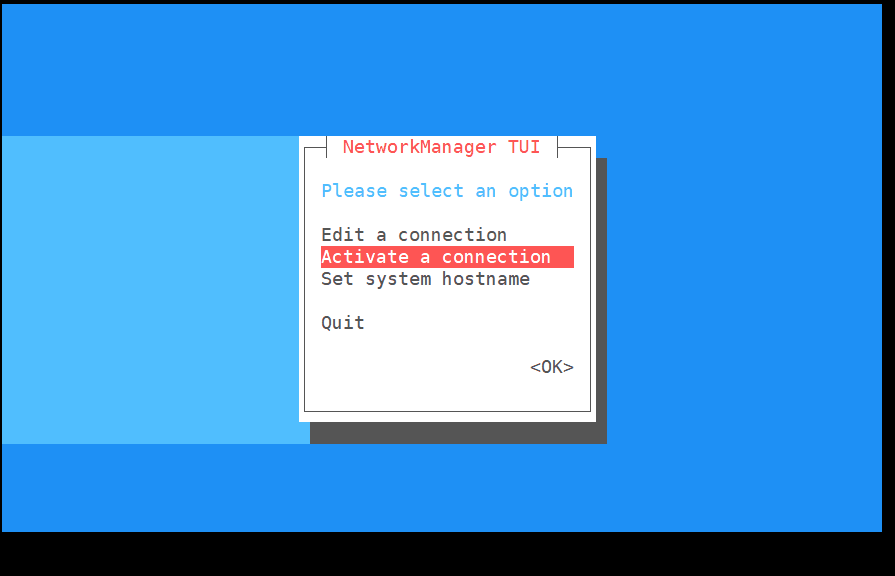 NetworkManager TUI
Please select an option
Edit a connection
Activate a connection
Set system hostname
Quit
<OK>